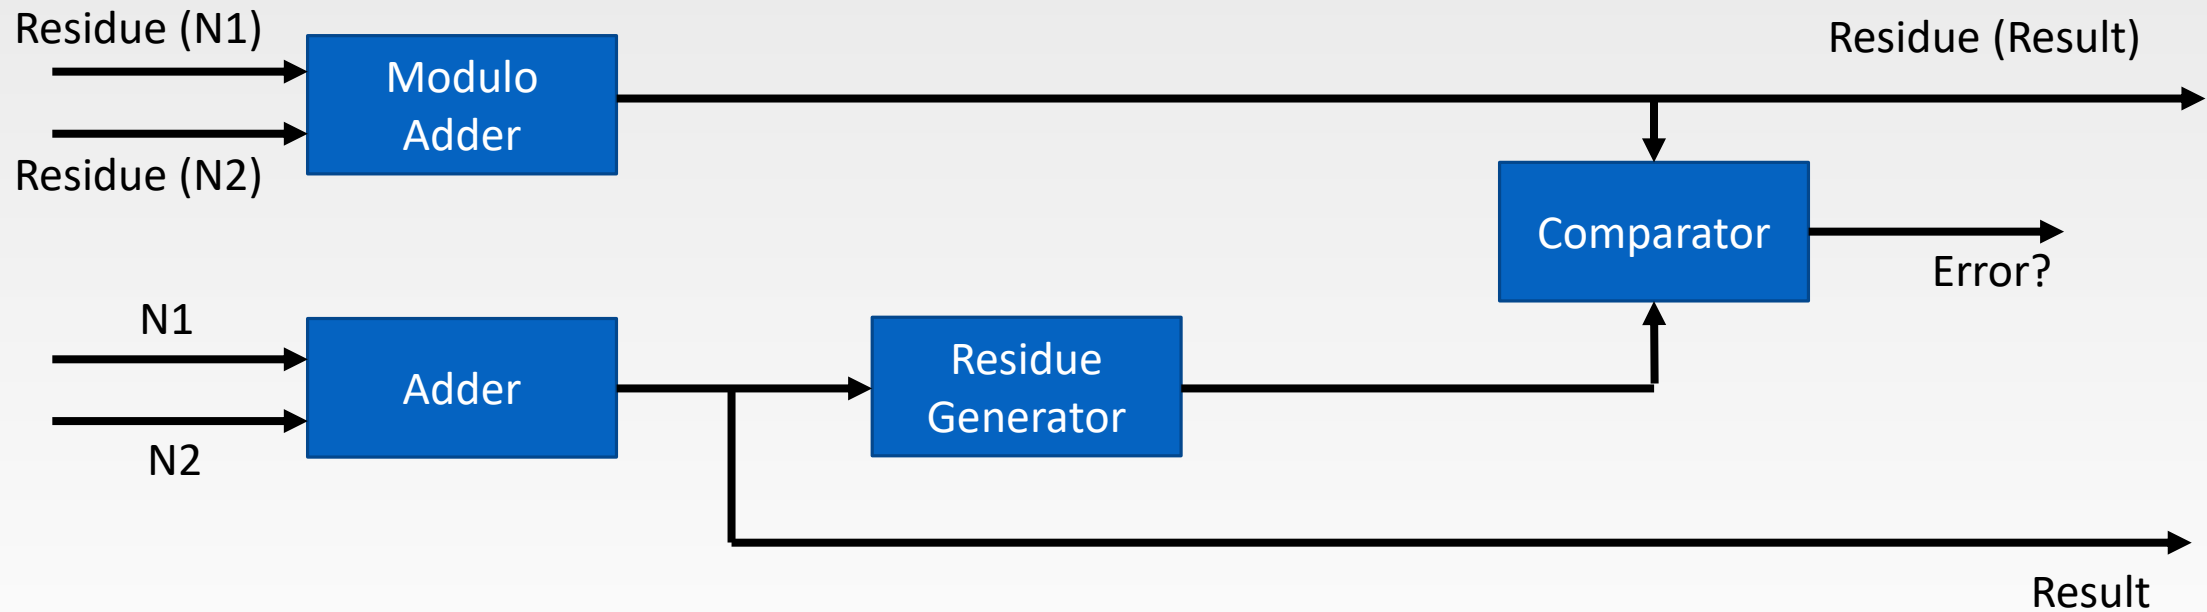 Residue (N1)
Modulo
Adder
Residue (N2)
Residue (Result)
Comparator
Error?
N1
Adder
N2
Residue
Generator
Result